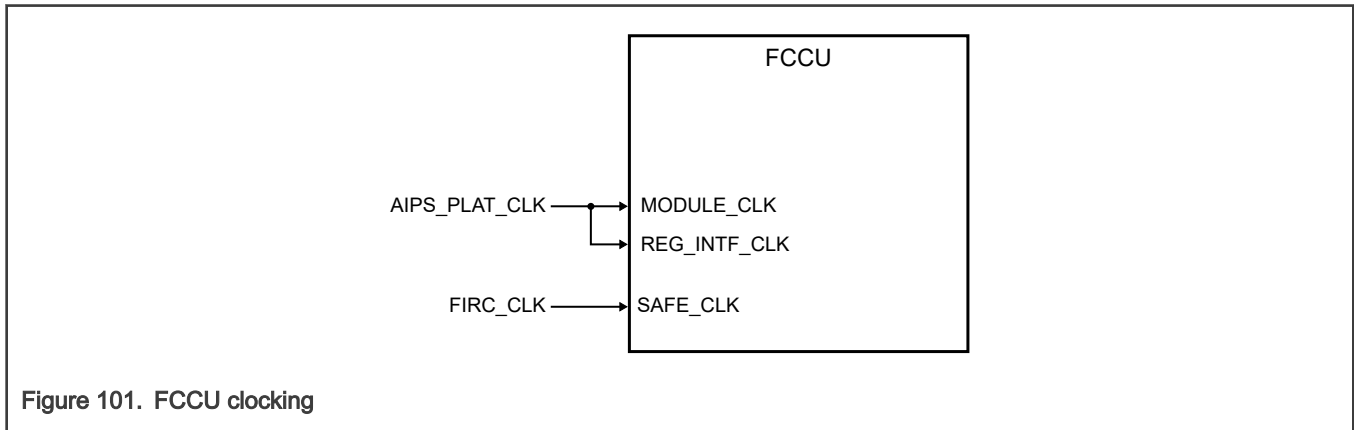 FCCU
AIPS_PLAT_CLK MODULE_CLK
REG_INTF_CLK
FIRC_CLK SAFE_CLK
Figure 101. FCCU clocking